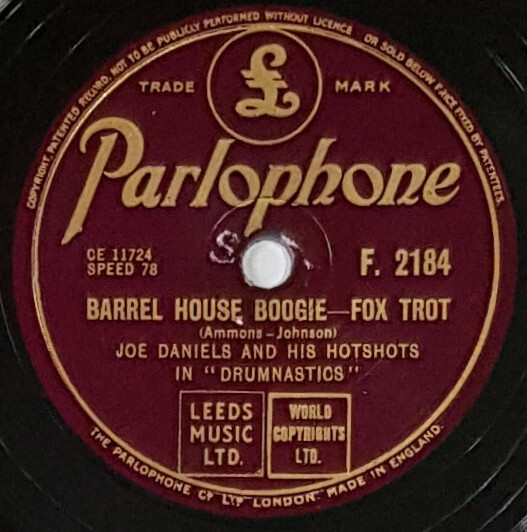 COPYRIGHT. PATENTED RECORD. NOT TO BE PUBLICLY PERFORMED WITHOUT LICENCE OR SOLD BELOW PRICE FIXED BY PATENTEES.
£
TRADE MARK
Parlophone
CE 11724
SPEED 78
F. 2184
BARREL HOUSE BOOGIE—FOX TROT
(Ammons-Johnson)
JOE DANIELS AND HIS HOTSHOTS
IN "DRUMNASTICS"
LEEDS
MUSIC
LTD.
WORLD
COPYRIGHTS
LTD.
THE PARLOPHONE Co LTD LONDON. MADE IN ENGLAND.